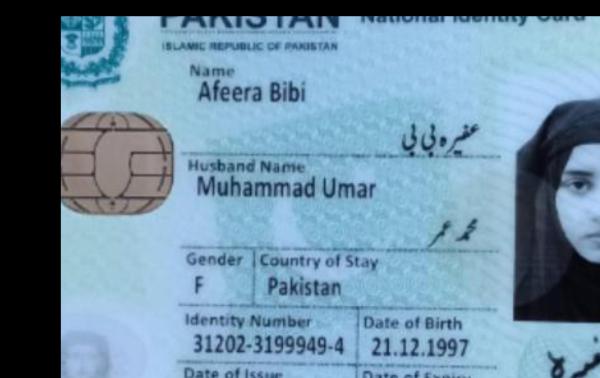 PAKISTAN National Identity Card
ISLAMIC REPUBLIC OF PAKISTAN
Name
Afeera Bibi
عفیرہ بی بی
Husband Name
Muhammad Umar
محمد عمر
Gender Country of Stay
F Pakistan
Identity Number Date of Birth
31202-3199949-4 21.12.1997
Date of Issue Date of Expiry